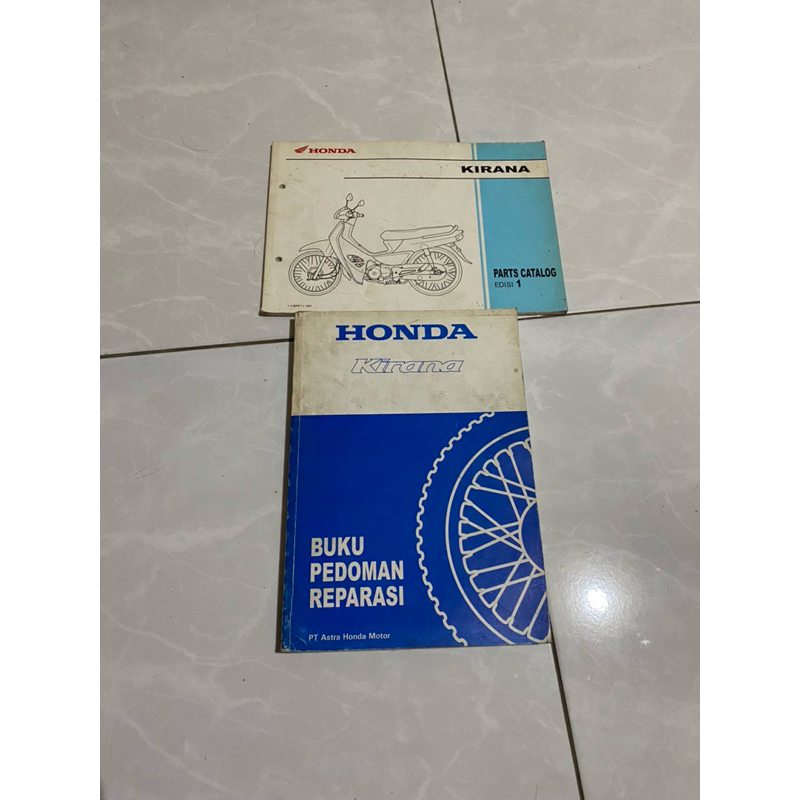 HONDA
KIRANA
PARTS CATALOG
EDISI 1
HONDA
Kirana
BUKU
PEDOMAN
REPARASI
PT Astra Honda Motor